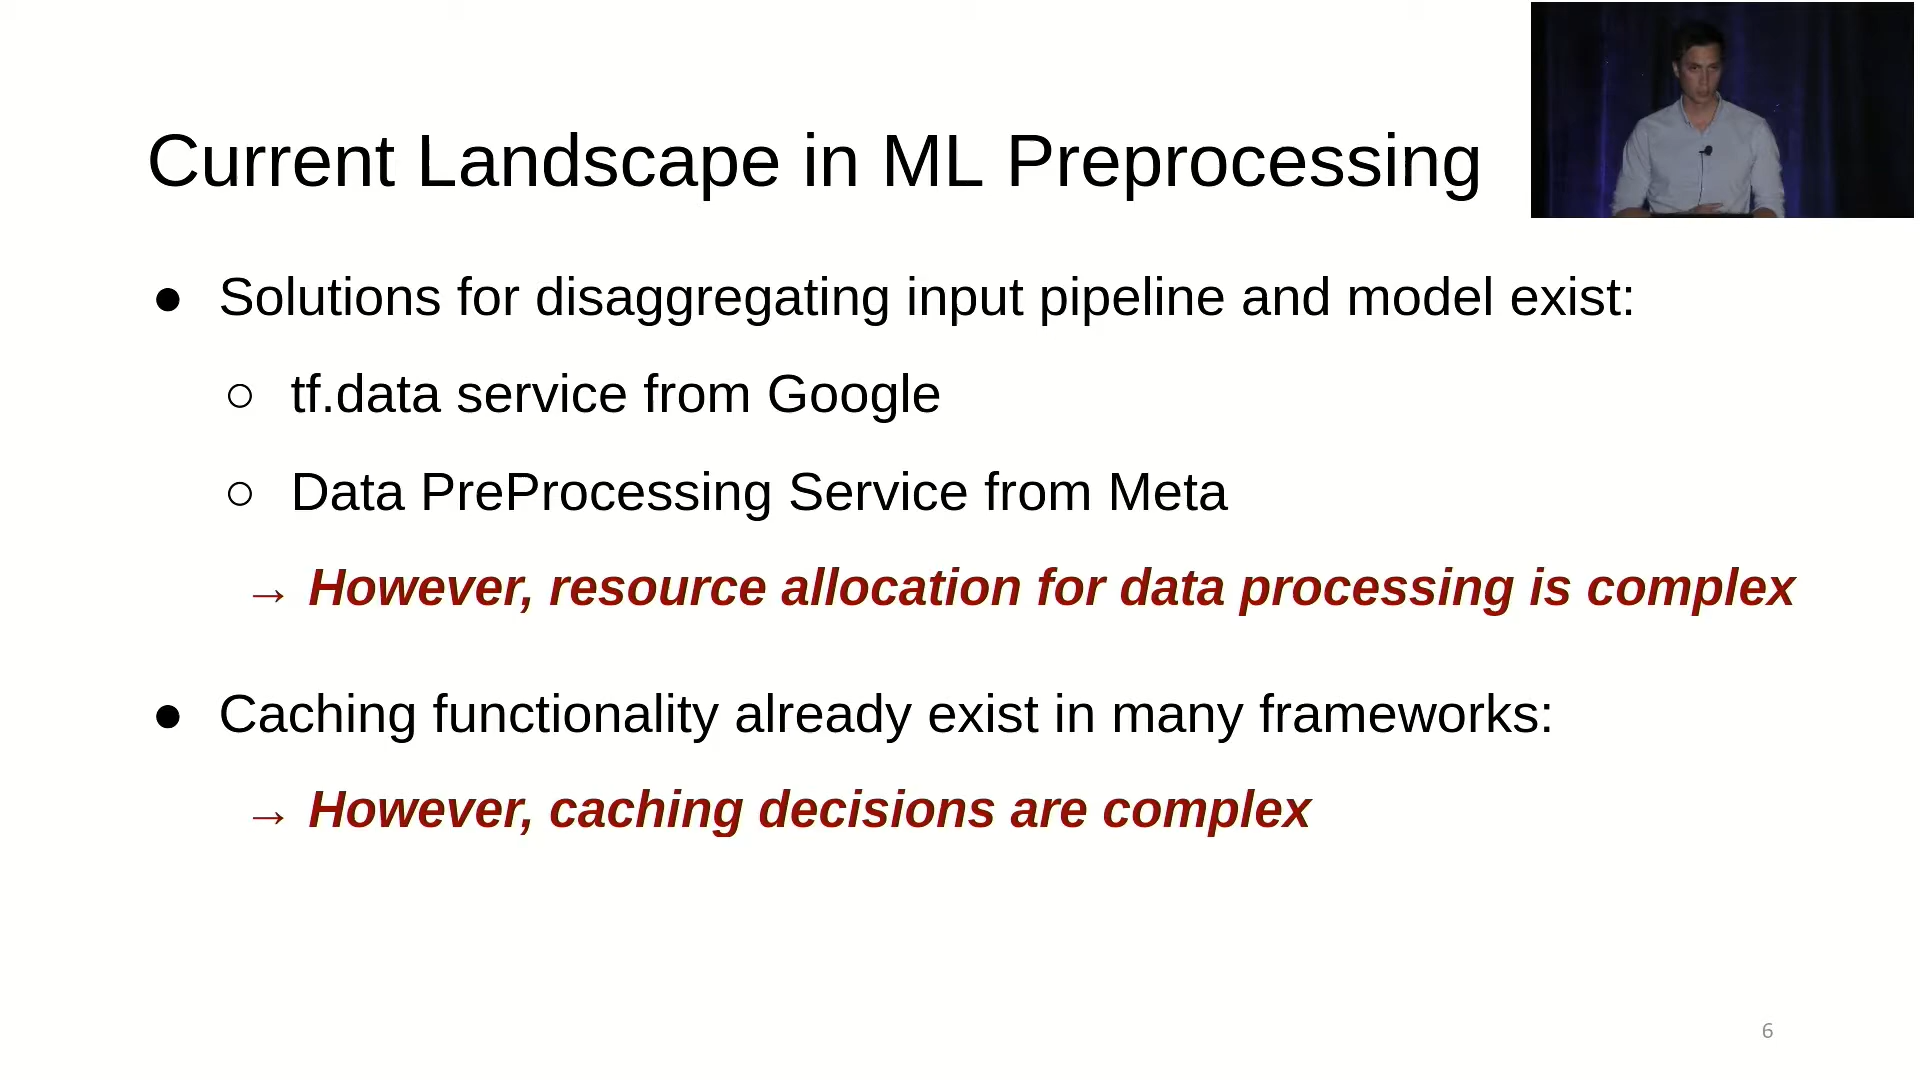 Current Landscape in ML Preprocessing
● Solutions for disaggregating input pipeline and model exist:
○ tf.data service from Google
○ Data PreProcessing Service from Meta
→ However, resource allocation for data processing is complex
● Caching functionality already exist in many frameworks:
→ However, caching decisions are complex
6